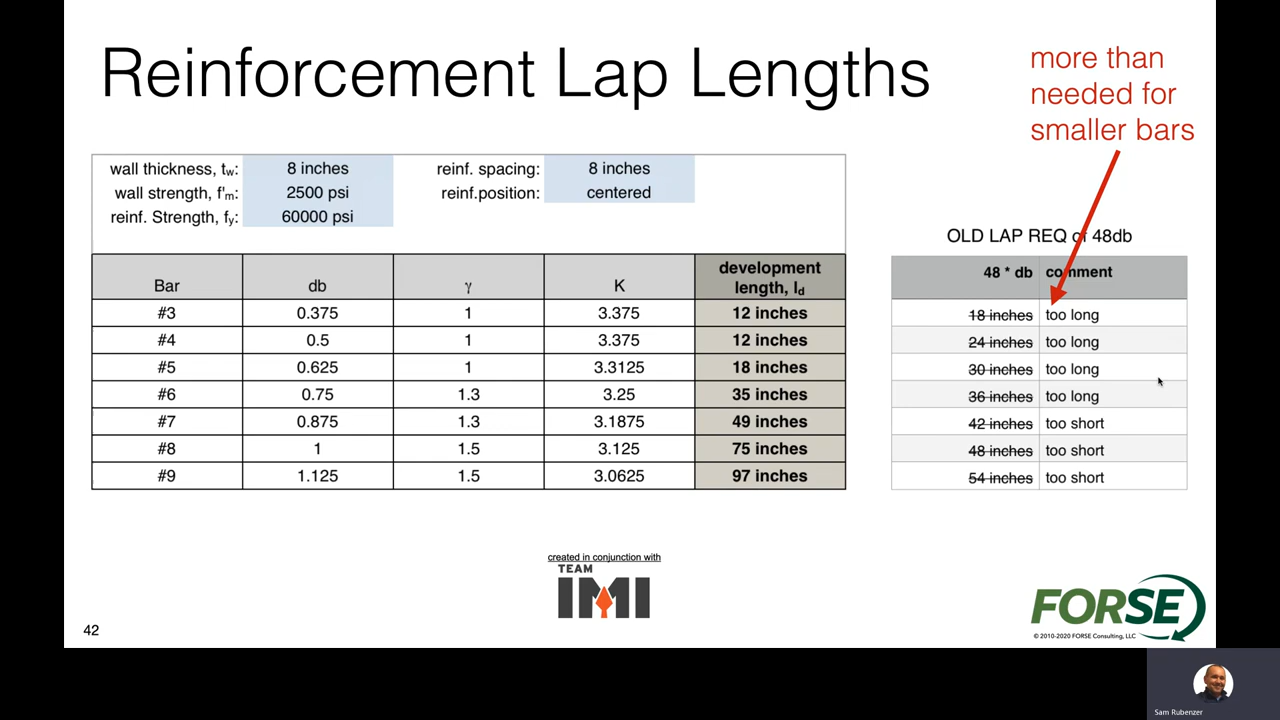 Reinforcement Lap Lengths
more than
needed for
smaller bars
wall thickness, tw: 8 inches reinf. spacing: 8 inches
wall strength, f'm: 2500 psi reinf.position: centered
reinf. Strength, fy: 60000 psi
Bar db γ K development length, ld
#3 0.375 1 3.375 12 inches
#4 0.5 1 3.375 12 inches
#5 0.625 1 3.3125 18 inches
#6 0.75 1.3 3.25 35 inches
#7 0.875 1.3 3.1875 49 inches
#8 1 1.5 3.125 75 inches
#9 1.125 1.5 3.0625 97 inches
OLD LAP REQ of 48db
48 * db comment
18 inches too long
24 inches too long
30 inches too long
36 inches too long
42 inches too short
48 inches too short
54 inches too short
created in conjunction with
TEAM
IMI
FORSE
© 2010-2020 FORSE Consulting, LLC
42
Sam Rubenzer